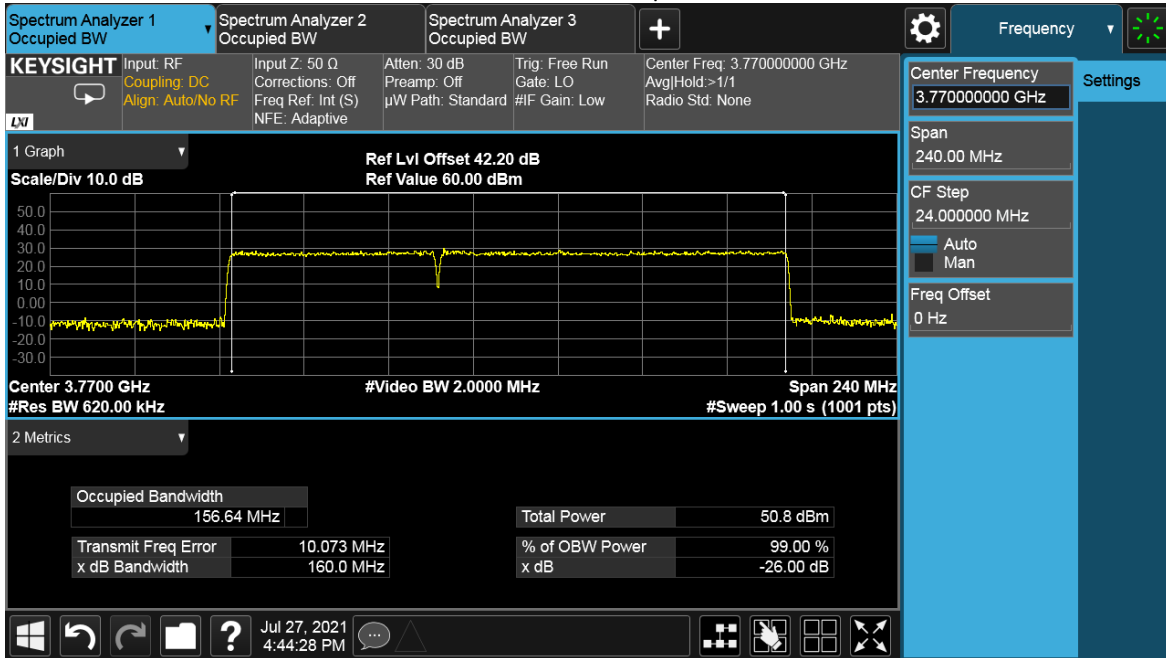 Spectrum Analyzer 1
Occupied BW
Spectrum Analyzer 2
Occupied BW
Spectrum Analyzer 3
Occupied BW
Frequency
KEYSIGHT
LXI
Input: RF
Coupling: DC
Align: Auto/No RF
Input Z: 50 Ω
Corrections: Off
Freq Ref: Int (S)
NFE: Adaptive
Atten: 30 dB
Preamp: Off
µW Path: Standard
Trig: Free Run
Gate: LO
#IF Gain: Low
Center Freq: 3.770000000 GHz
Avg|Hold:>1/1
Radio Std: None
Center Frequency
3.770000000 GHz
Settings
Span
240.00 MHz
CF Step
24.000000 MHz
Auto
Man
Freq Offset
0 Hz
1 Graph
Scale/Div 10.0 dB
Ref Lvl Offset 42.20 dB
Ref Value 60.00 dBm
50.0
40.0
30.0
20.0
10.0
0.00
-10.0
-20.0
-30.0
Center 3.7700 GHz
#Video BW 2.0000 MHz
Span 240 MHz
#Res BW 620.00 kHz
#Sweep 1.00 s (1001 pts)
2 Metrics
Occupied Bandwidth
156.64 MHz
Total Power 50.8 dBm
Transmit Freq Error 10.073 MHz
% of OBW Power 99.00 %
x dB Bandwidth 160.0 MHz
x dB -26.00 dB
?
Jul 27, 2021
4:44:28 PM